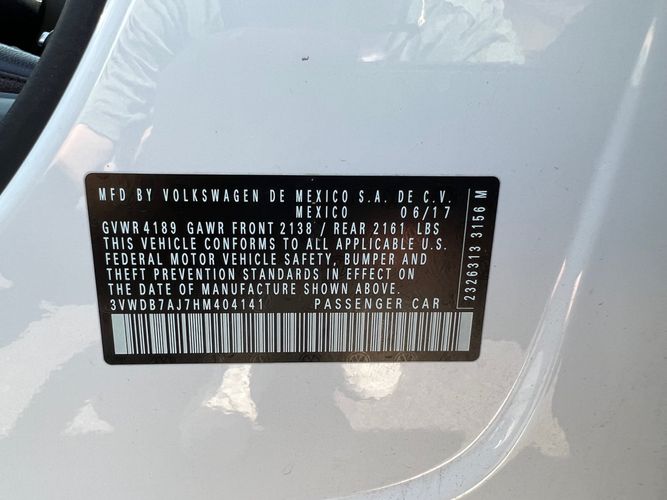 MFD BY VOLKSWAGEN DE MEXICO S.A. DE C.V.
MEXICO 06/17
GVWR 4189 GAWR FRONT 2138 / REAR 2161 LBS
THIS VEHICLE CONFORMS TO ALL APPLICABLE U.S.
FEDERAL MOTOR VEHICLE SAFETY, BUMPER AND
THEFT PREVENTION STANDARDS IN EFFECT ON
THE DATE OF MANUFACTURE SHOWN ABOVE.
3VWDB7AJ7HM404141 PASSENGER CAR
2326313 3156 M